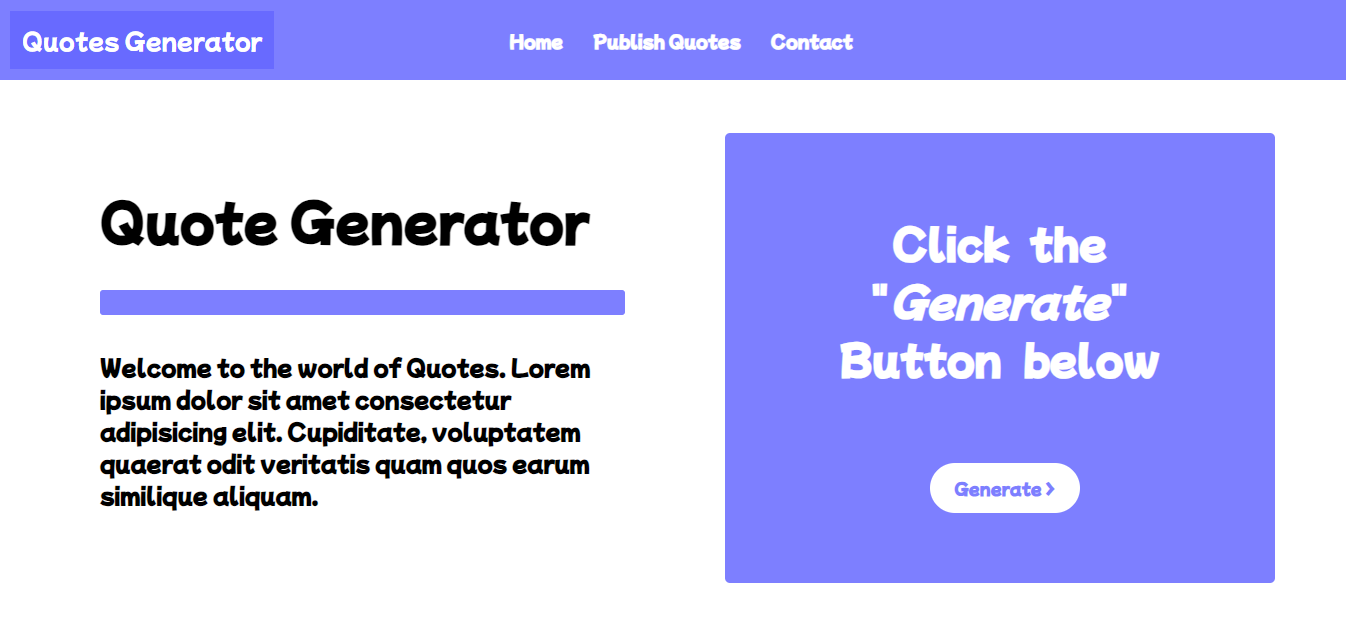 Quotes Generator
Home Publish Quotes Contact
Quote Generator
Welcome to the world of Quotes. Lorem
ipsum dolor sit amet consectetur
adipisicing elit. Cupiditate, voluptatem
quaerat odit veritatis quam quos earum
similique aliquam.
Click the
"Generate"
Button below
Generate >